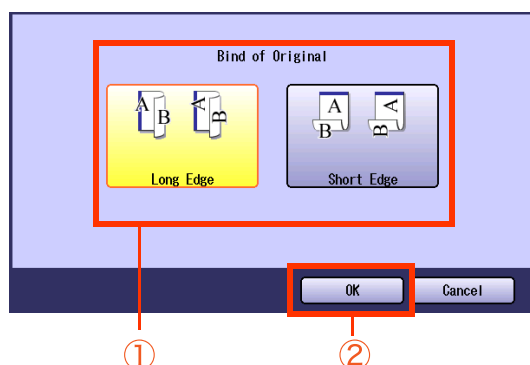 Bind of Original
A B A B A B A B
Long Edge Short Edge
OK Cancel
① ②